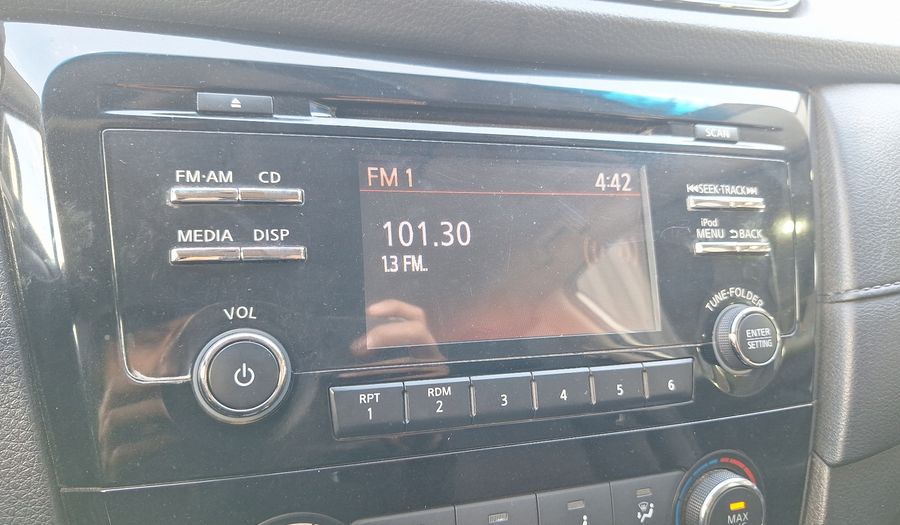 SCAN
FM·AM CD
FM 1 4:42
SEEK·TRACK
MEDIA DISP
101.30
1.3 FM..
iPod
MENU BACK
VOL
TUNE·FOLDER
ENTER
SETTING
RPT
1
RDM
2
3
4
5
6
MAX